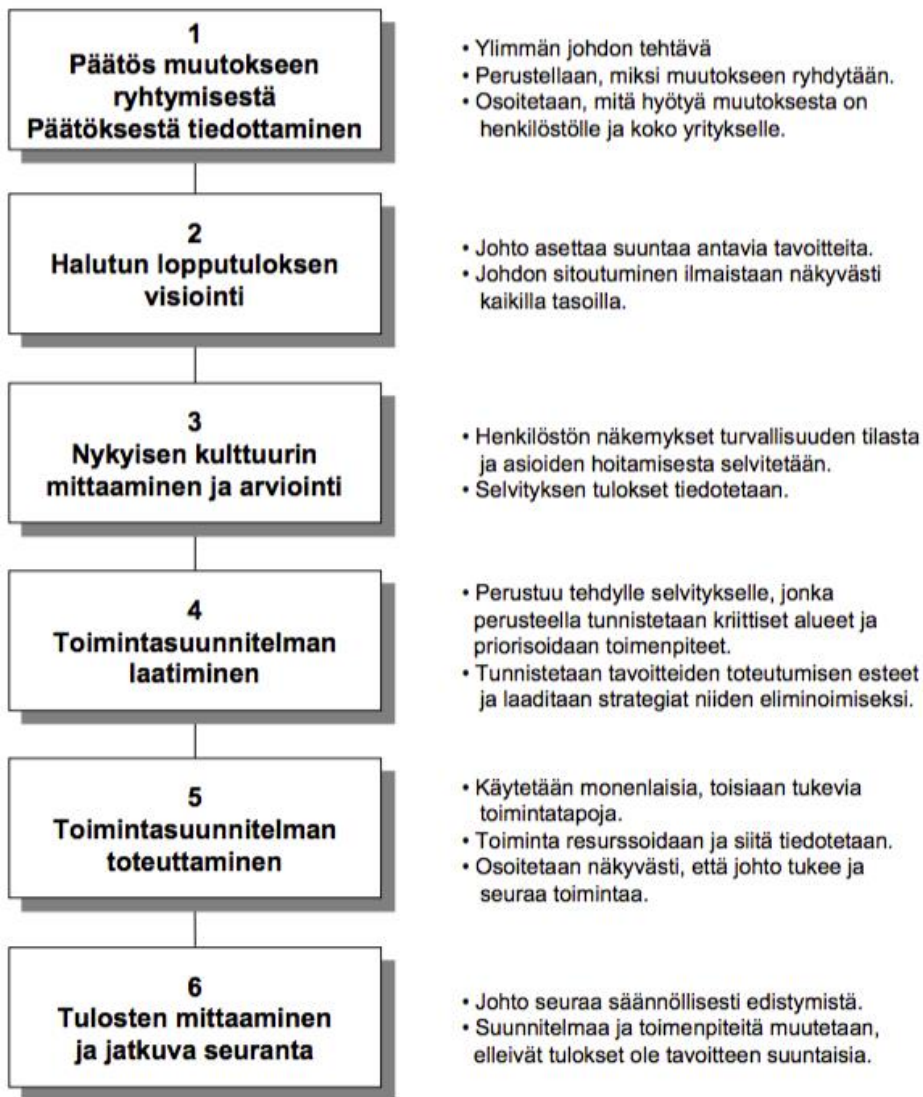 1
Päätös muutokseen
ryhtymisestä
Päätöksestä tiedottaminen
• Ylimmän johdon tehtävä
• Perustellaan, miksi muutokseen ryhdytään.
• Osoitetaan, mitä hyötyä muutoksesta on
henkilöstölle ja koko yritykselle.
2
Halutun lopputuloksen
visiointi
• Johto asettaa suuntaa antavia tavoitteita.
• Johdon sitoutuminen ilmaistaan näkyvästi
kaikilla tasoilla.
3
Nykyisen kulttuurin
mittaaminen ja arviointi
• Henkilöstön näkemykset turvallisuuden tilasta
ja asioiden hoitamisesta selvitetään.
• Selvityksen tulokset tiedotetaan.
4
Toimintasuunnitelman
laatiminen
• Perustuu tehdylle selvitykselle, jonka
perusteella tunnistetaan kriittiset alueet ja
priorisoidaan toimenpiteet.
• Tunnistetaan tavoitteiden toteutumisen esteet
ja laaditaan strategiat niiden eliminoimiseksi.
5
Toimintasuunnitelman
toteuttaminen
• Käytetään monenlaisia, toisiaan tukevia
toimintatapoja.
• Toiminta resurssoidaan ja siitä tiedotetaan.
• Osoitetaan näkyvästi, että johto tukee ja
seuraa toimintaa.
6
Tulosten mittaaminen
ja jatkuva seuranta
• Johto seuraa säännöllisesti edistymistä.
• Suunnitelmaa ja toimenpiteitä muutetaan,
elleivät tulokset ole tavoitteen suuntaisia.